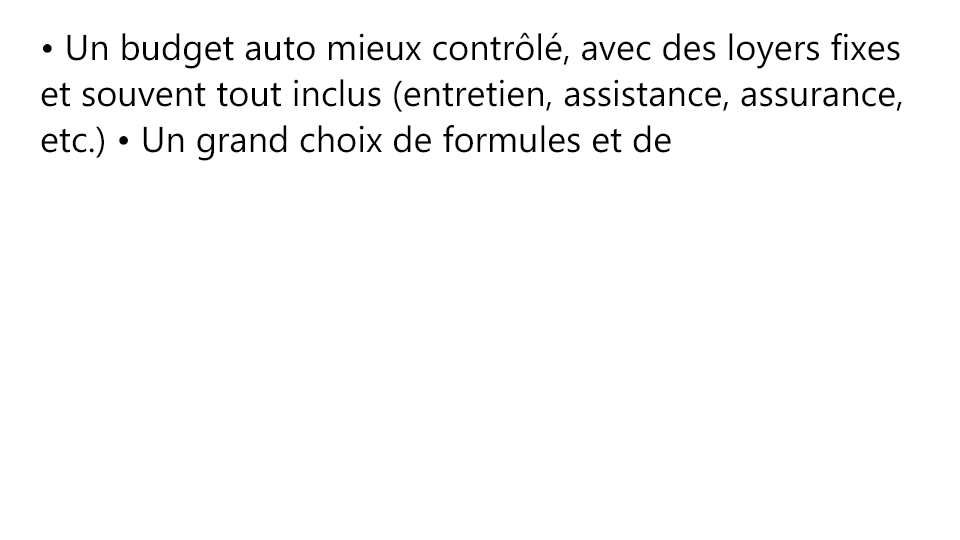 • Un budget auto mieux contrôlé, avec des loyers fixes
et souvent tout inclus (entretien, assistance, assurance,
etc.) • Un grand choix de formules et de